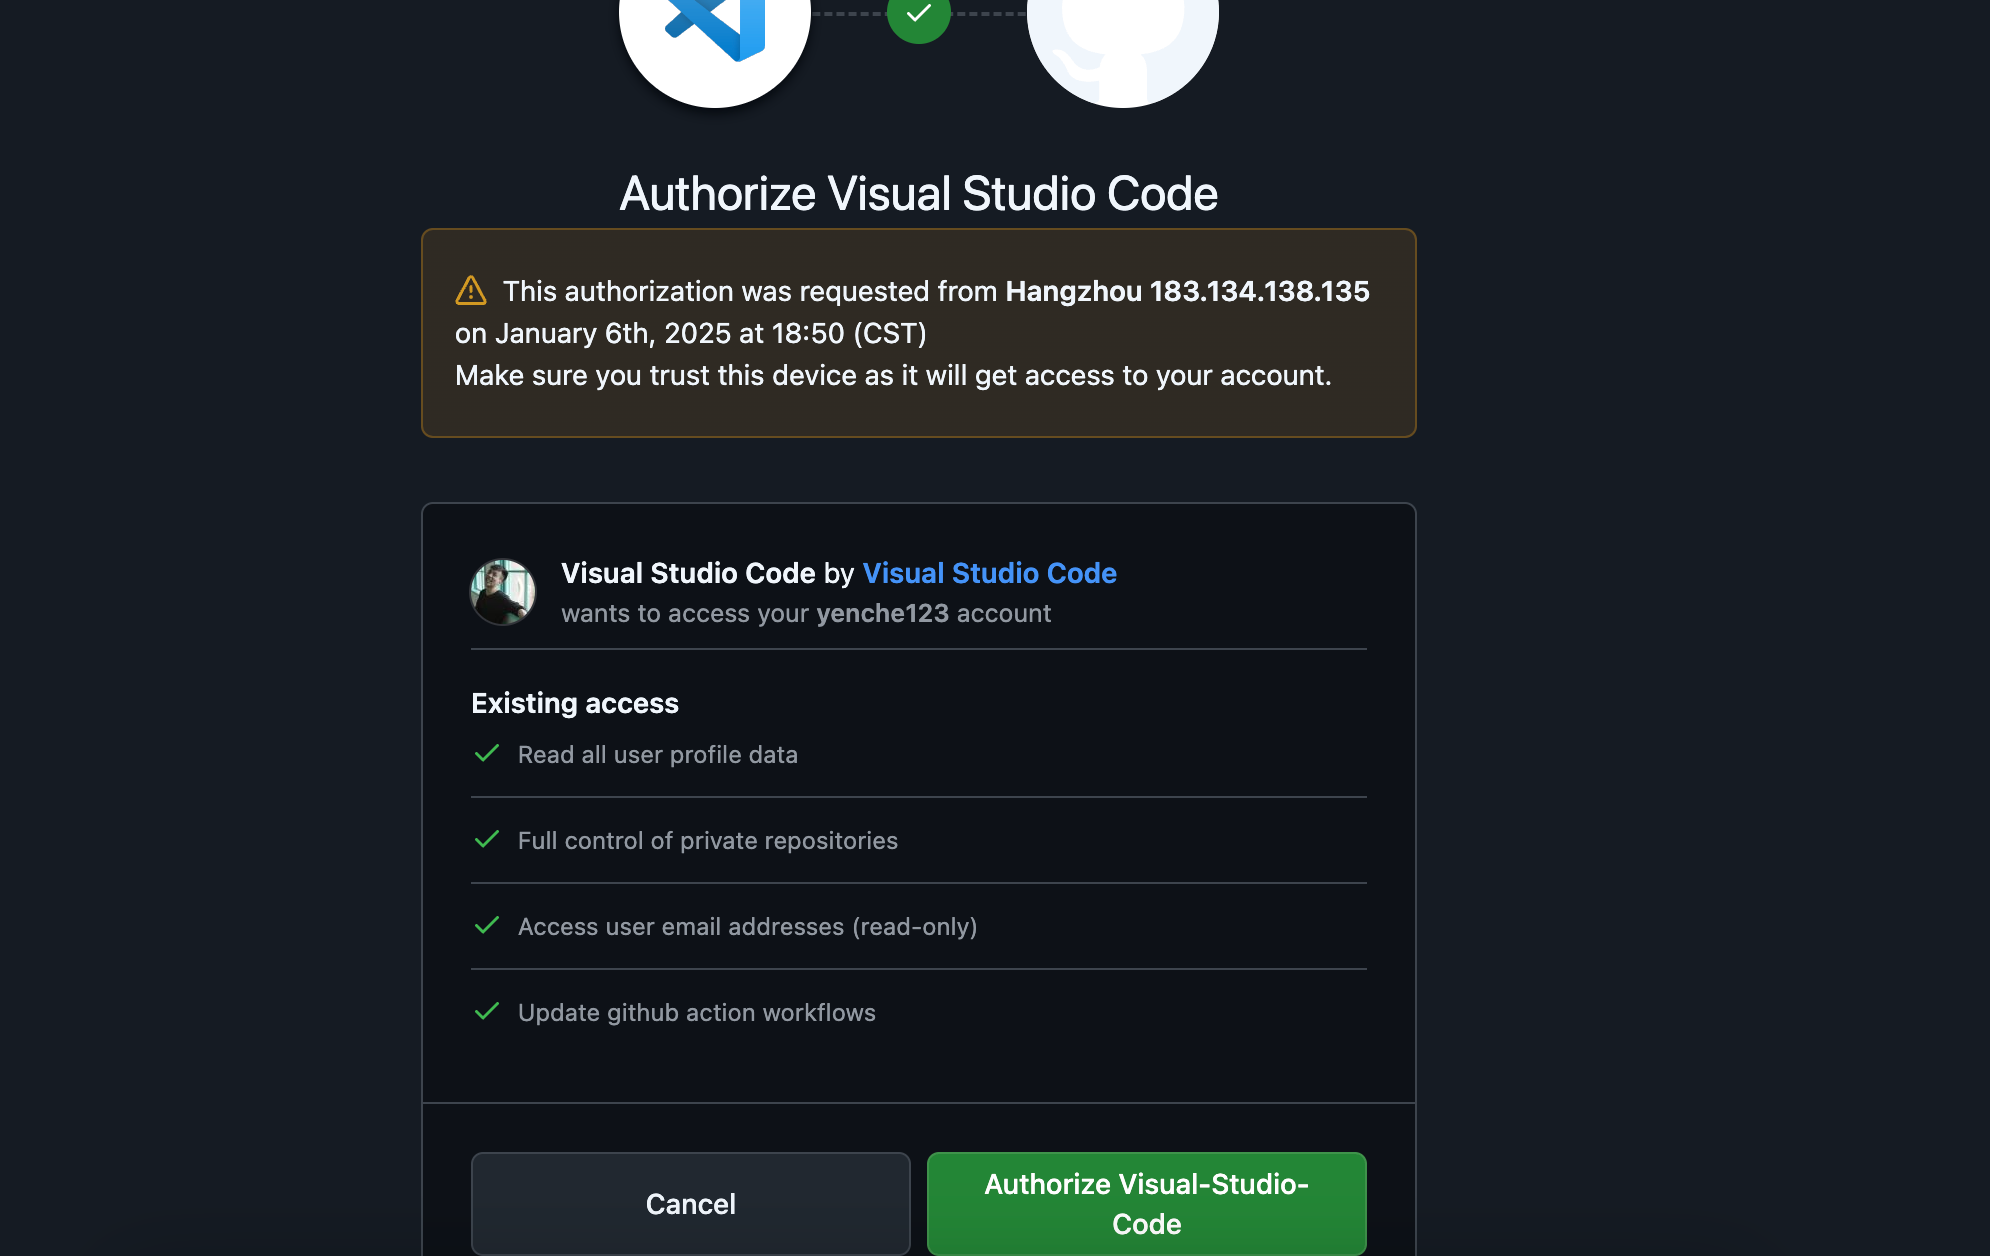 Authorize Visual Studio Code
This authorization was requested from Hangzhou 183.134.138.135
on January 6th, 2025 at 18:50 (CST)
Make sure you trust this device as it will get access to your account.
Visual Studio Code by Visual Studio Code
wants to access your yenche123 account
Existing access
Read all user profile data
Full control of private repositories
Access user email addresses (read-only)
Update github action workflows
Cancel
Authorize Visual-Studio-
Code